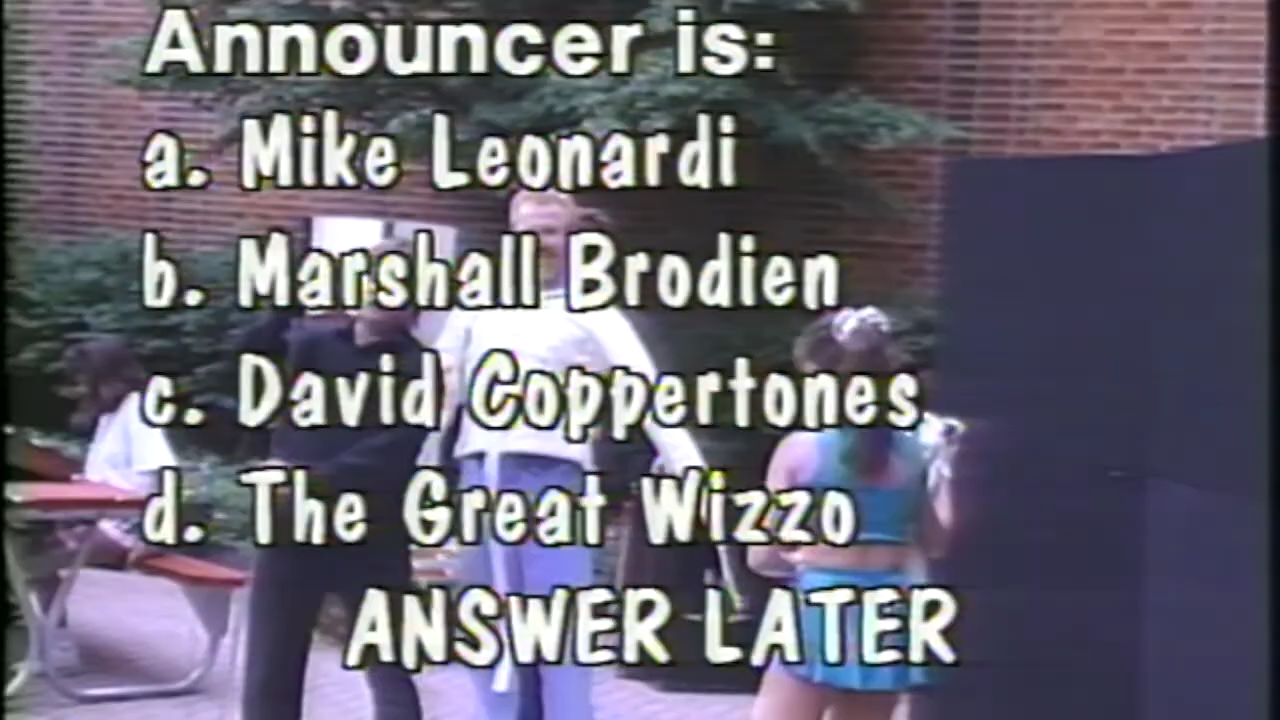 Announcer is:
a. Mike Leonardi
b. Marshall Brodien
c. David Coppertones
d. The Great Wizzo
ANSWER LATER